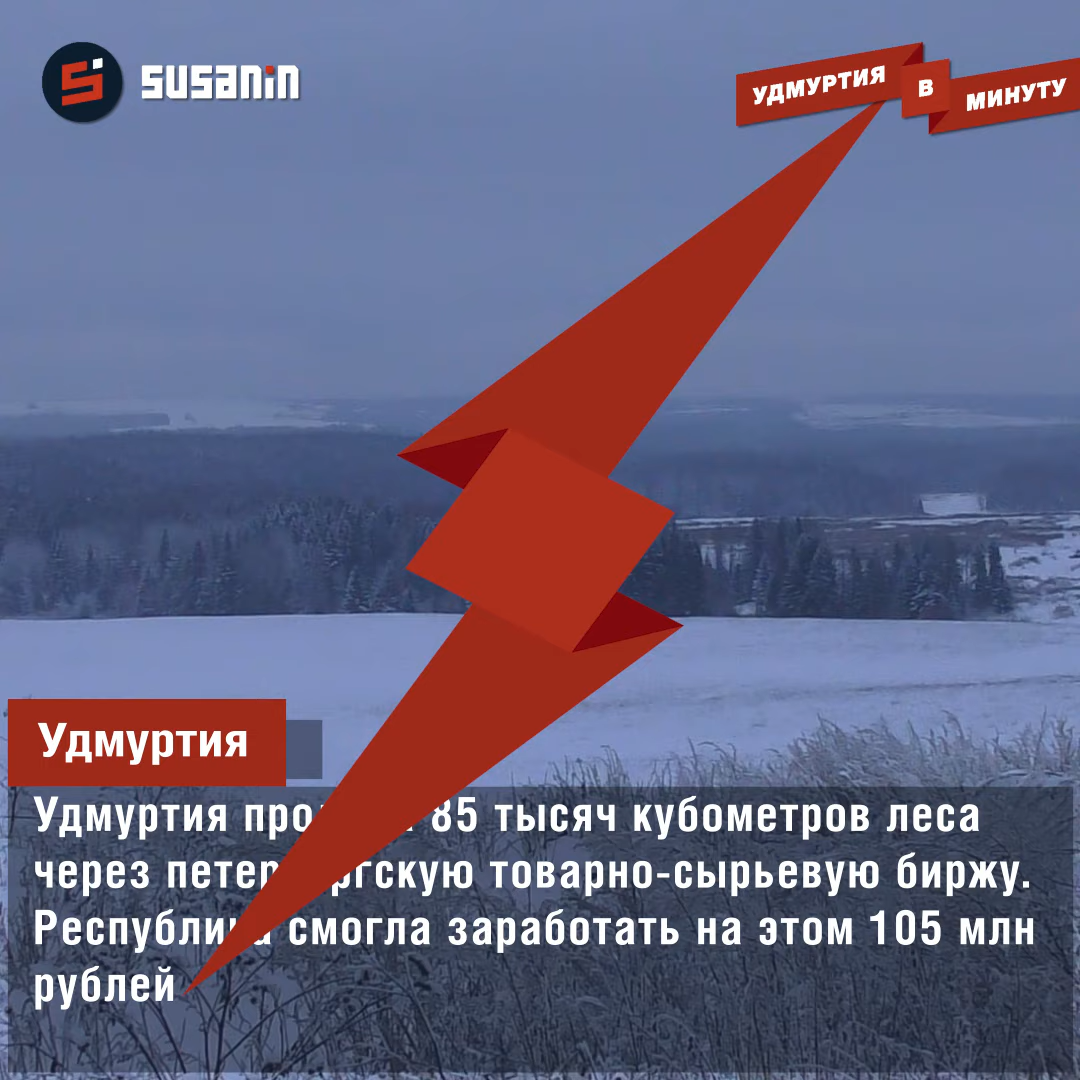 susanin
УДМУРТИЯ В МИНУТУ
Удмуртия
Удмуртия 85 тысяч кубометров леса
через товарно-сырьевую биржу.
Республика смогла заработать на этом 105 млн
рублей